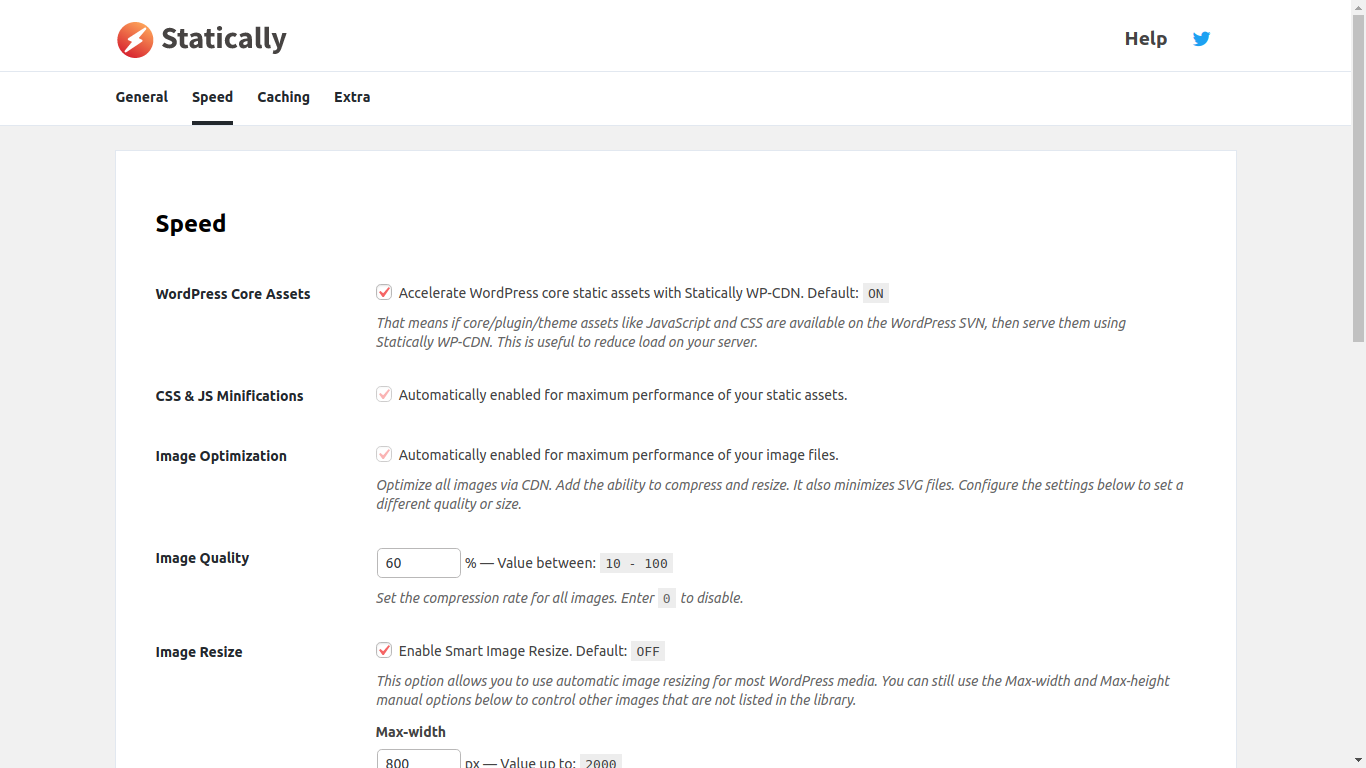 Statically
Help
General Speed Caching Extra
Speed
WordPress Core Assets
Accelerate WordPress core static assets with Statically WP-CDN. Default: ON
That means if core/plugin/theme assets like JavaScript and CSS are available on the WordPress SVN, then serve them using
Statically WP-CDN. This is useful to reduce load on your server.
CSS & JS Minifications
Automatically enabled for maximum performance of your static assets.
Image Optimization
Automatically enabled for maximum performance of your image files.
Optimize all images via CDN. Add the ability to compress and resize. It also minimizes SVG files. Configure the settings below to set a
different quality or size.
Image Quality
60 % — Value between: 10 - 100
Set the compression rate for all images. Enter 0 to disable.
Image Resize
Enable Smart Image Resize. Default: OFF
This option allows you to use automatic image resizing for most WordPress media. You can still use the Max-width and Max-height
manual options below to control other images that are not listed in the library.
Max-width
800 px — Value up to: 2000